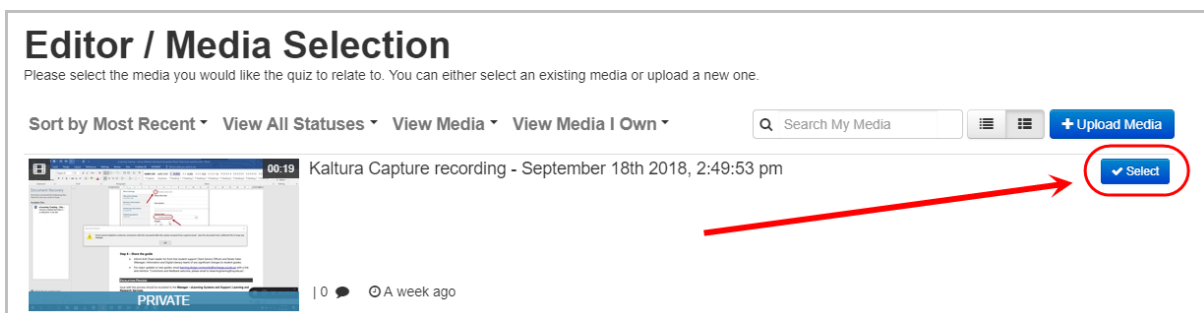 Editor / Media Selection
Please select the media you would like the quiz to relate to. You can either select an existing media or upload a new one.
Sort by Most Recent View All Statuses View Media View Media I Own Search My Media + Upload Media
00:19 Kaltura Capture recording - September 18th 2018, 2:49:53 pm Select
PRIVATE | 0 A week ago